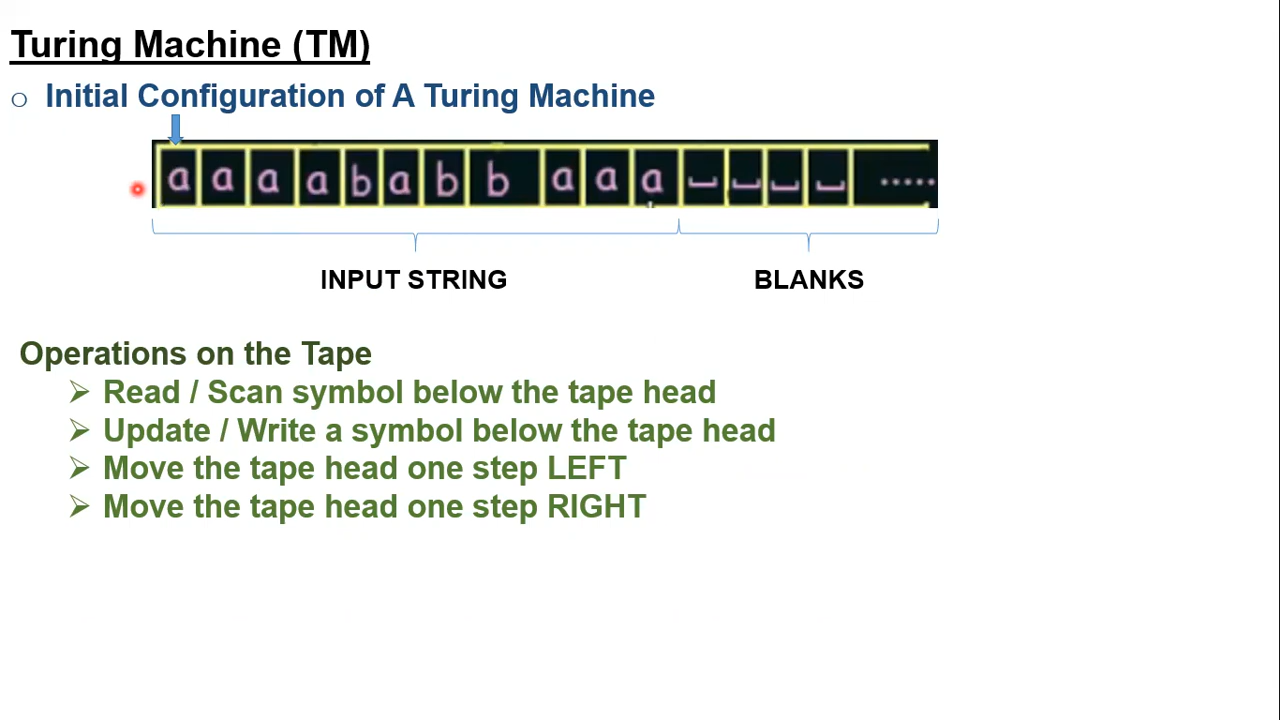 Turing Machine (TM)
o Initial Configuration of A Turing Machine
a a a a b a b b a a a ⎵ ⎵ ⎵ ⎵ .....
INPUT STRING BLANKS
Operations on the Tape
➢ Read / Scan symbol below the tape head
➢ Update / Write a symbol below the tape head
➢ Move the tape head one step LEFT
➢ Move the tape head one step RIGHT